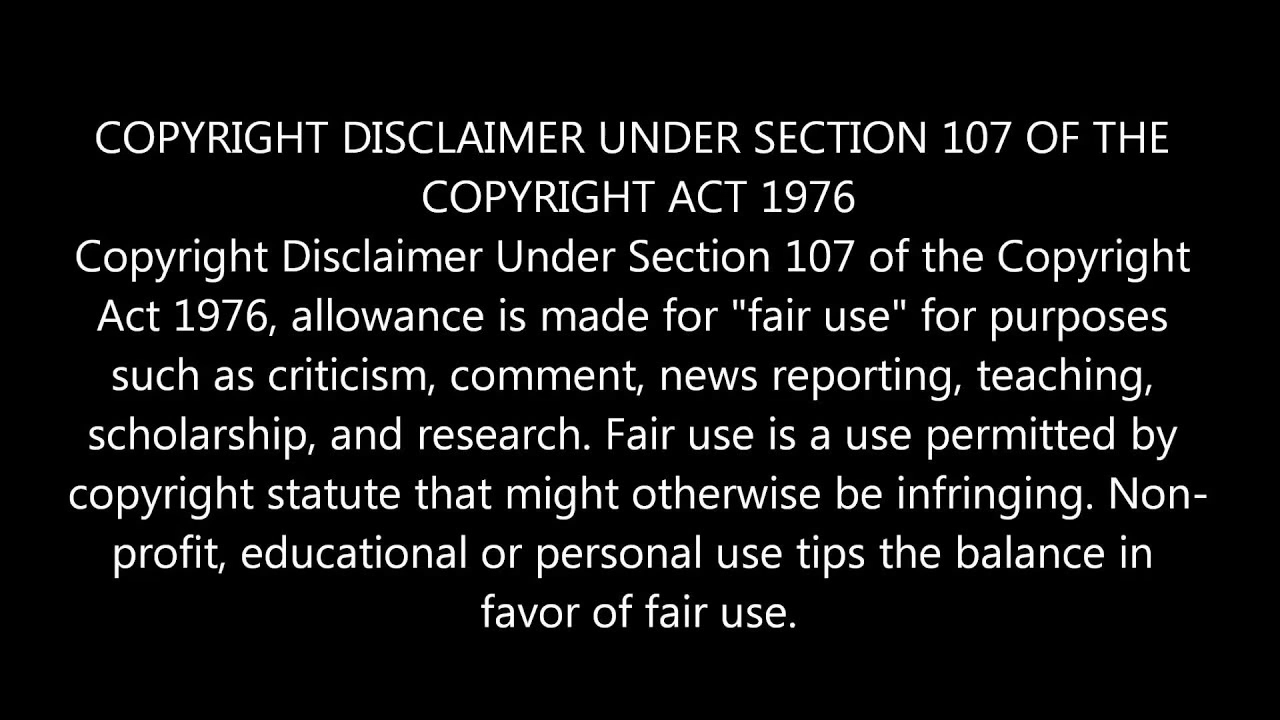 COPYRIGHT DISCLAIMER UNDER SECTION 107 OF THE
COPYRIGHT ACT 1976
Copyright Disclaimer Under Section 107 of the Copyright
Act 1976, allowance is made for "fair use" for purposes
such as criticism, comment, news reporting, teaching,
scholarship, and research. Fair use is a use permitted by
copyright statute that might otherwise be infringing. Non-
profit, educational or personal use tips the balance in
favor of fair use.